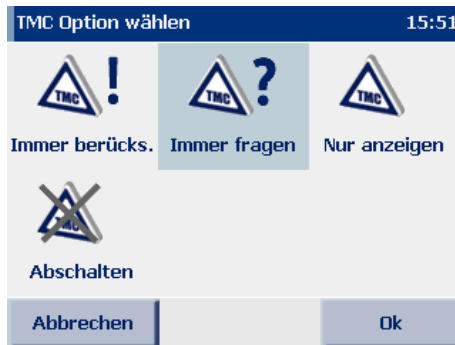 TMC Option wählen 15:51
TMC ! TMC ? TMC
Immer berücks. Immer fragen Nur anzeigen
TMC
Abschalten
Abbrechen Ok